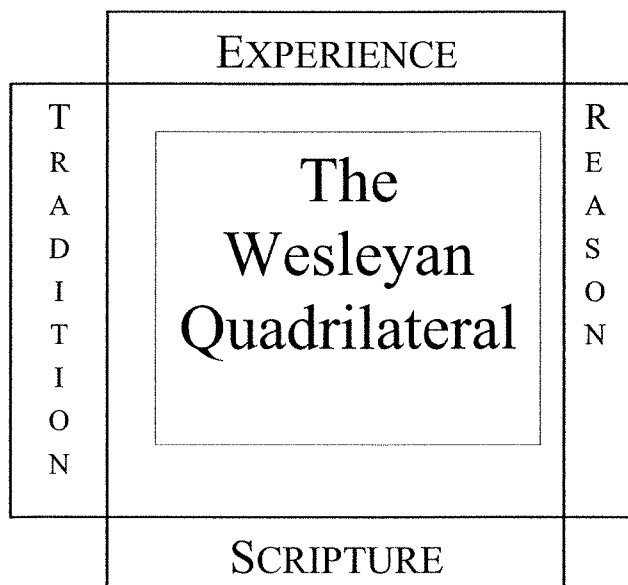 EXPERIENCE
TRADITION
The
Wesleyan
Quadrilateral
REASON
SCRIPTURE